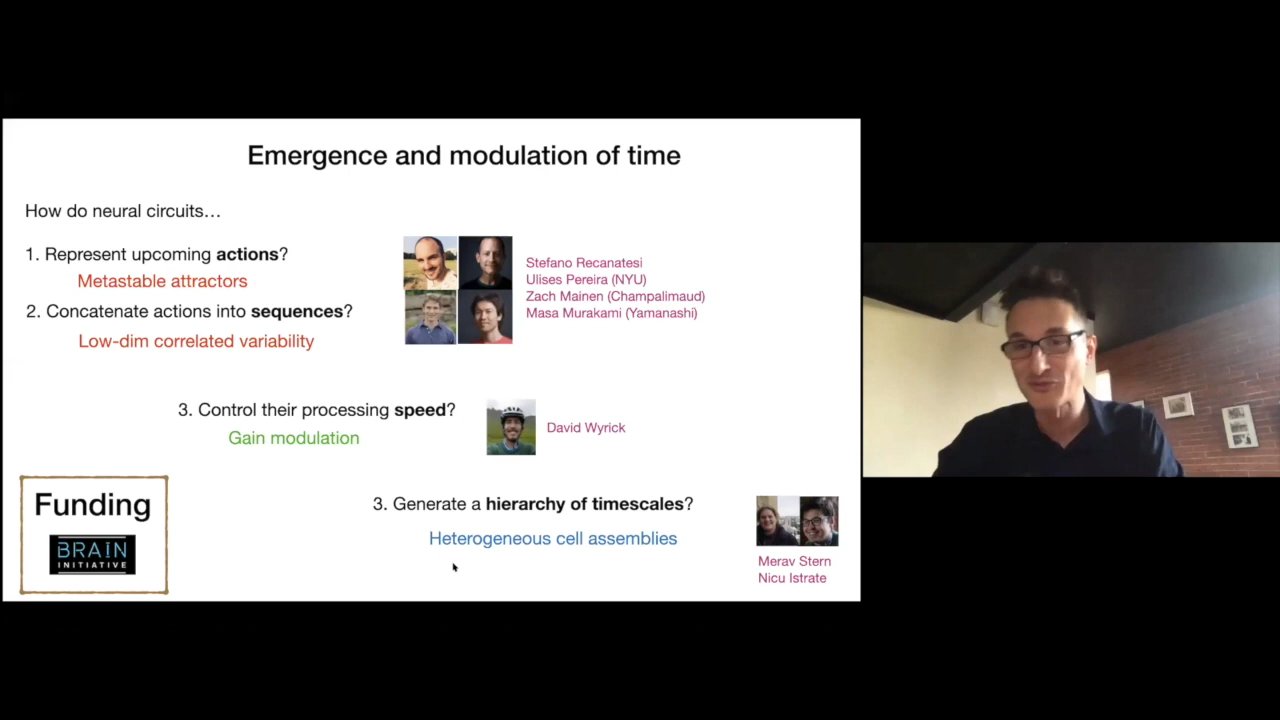 Emergence and modulation of time
How do neural circuits…
1. Represent upcoming actions?
Metastable attractors
2. Concatenate actions into sequences?
Low-dim correlated variability
Stefano Recanatesi
Ulises Pereira (NYU)
Zach Mainen (Champalimaud)
Masa Murakami (Yamanashi)
3. Control their processing speed?
Gain modulation
David Wyrick
3. Generate a hierarchy of timescales?
Heterogeneous cell assemblies
Merav Stern
Nicu Istrate
Funding
BRAIN
INITIATIVE